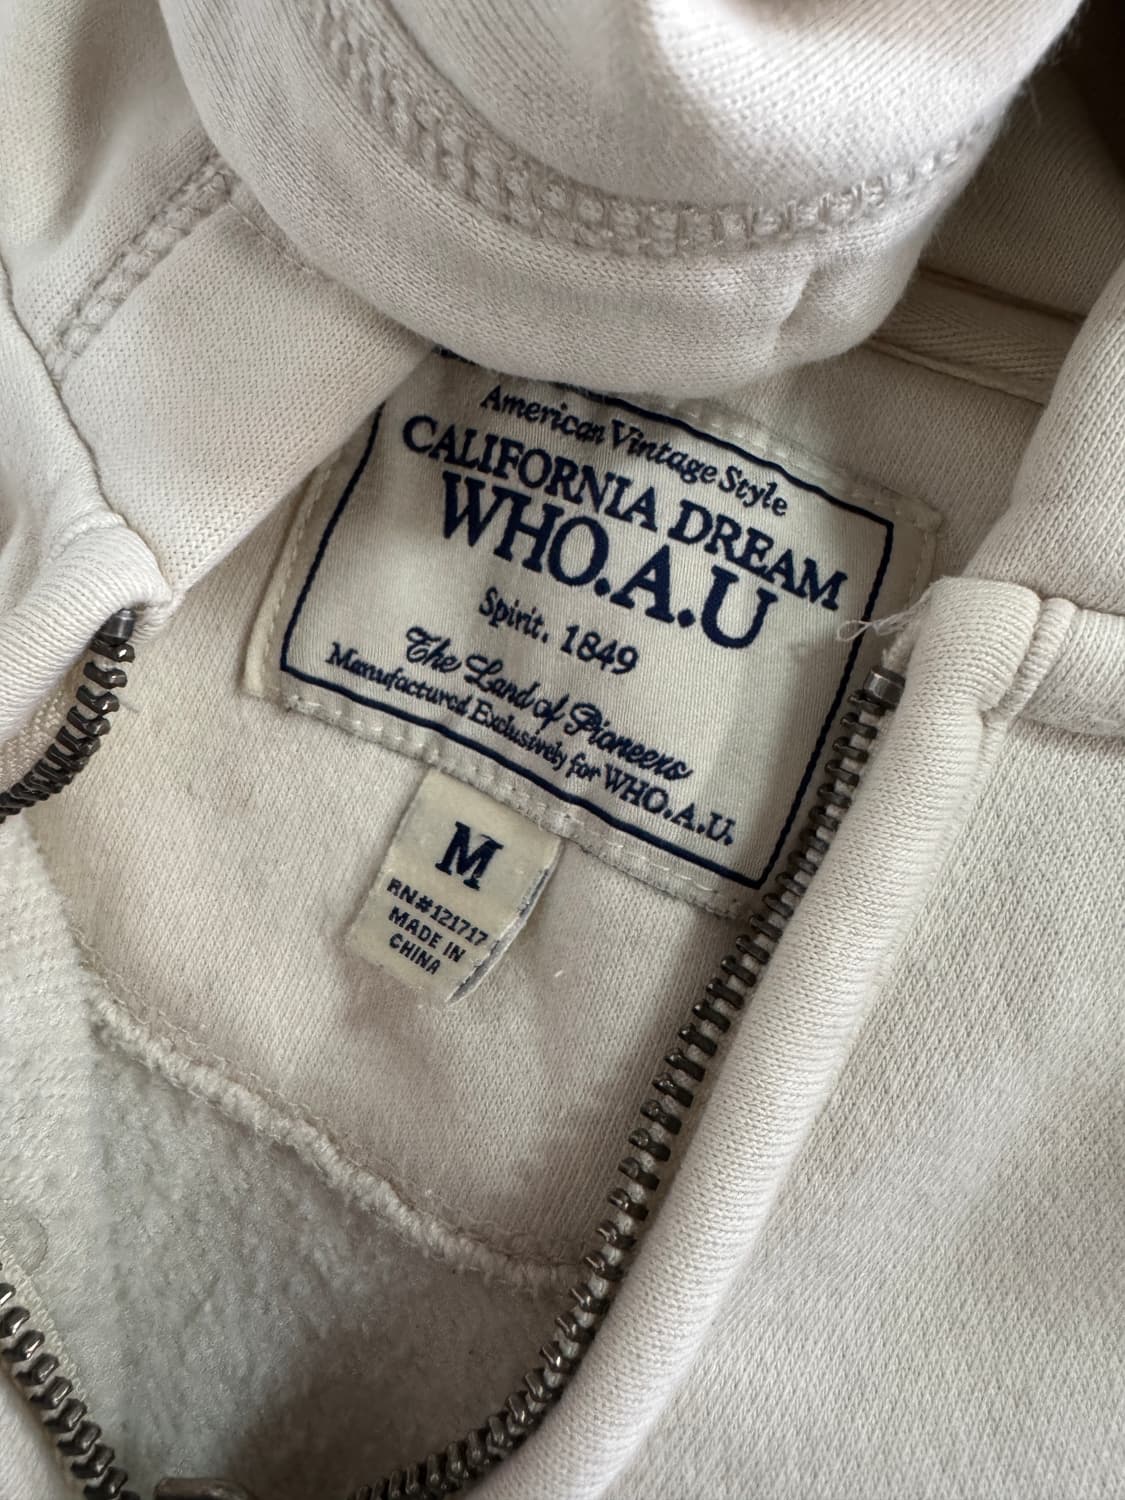 American Vintage Style
CALIFORNIA DREAM
WHO.A.U
Spirit. 1849
The Land of Pioneers
Manufactured Exclusively for WHO.A.U.
M
RN#121717
MADE IN
CHINA